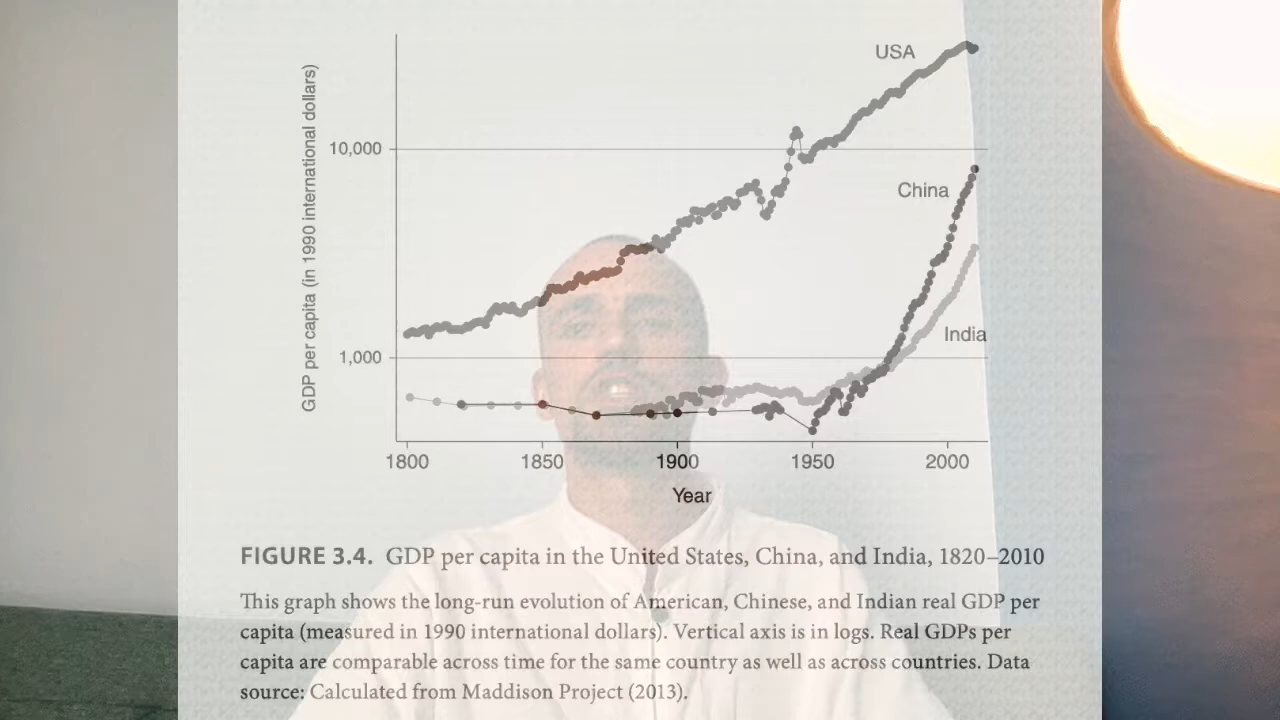 USA
GDP per capita (in 1990 international dollars)
10,000
China
India
1,000
1800 1850 1900 1950 2000
Year
FIGURE 3.4. GDP per capita in the United States, China, and India, 1820–2010
This graph shows the long-run evolution of American, Chinese, and Indian real GDP per
capita (measured in 1990 international dollars). Vertical axis is in logs. Real GDPs per
capita are comparable across time for the same country as well as across countries. Data
source: Calculated from Maddison Project (2013).